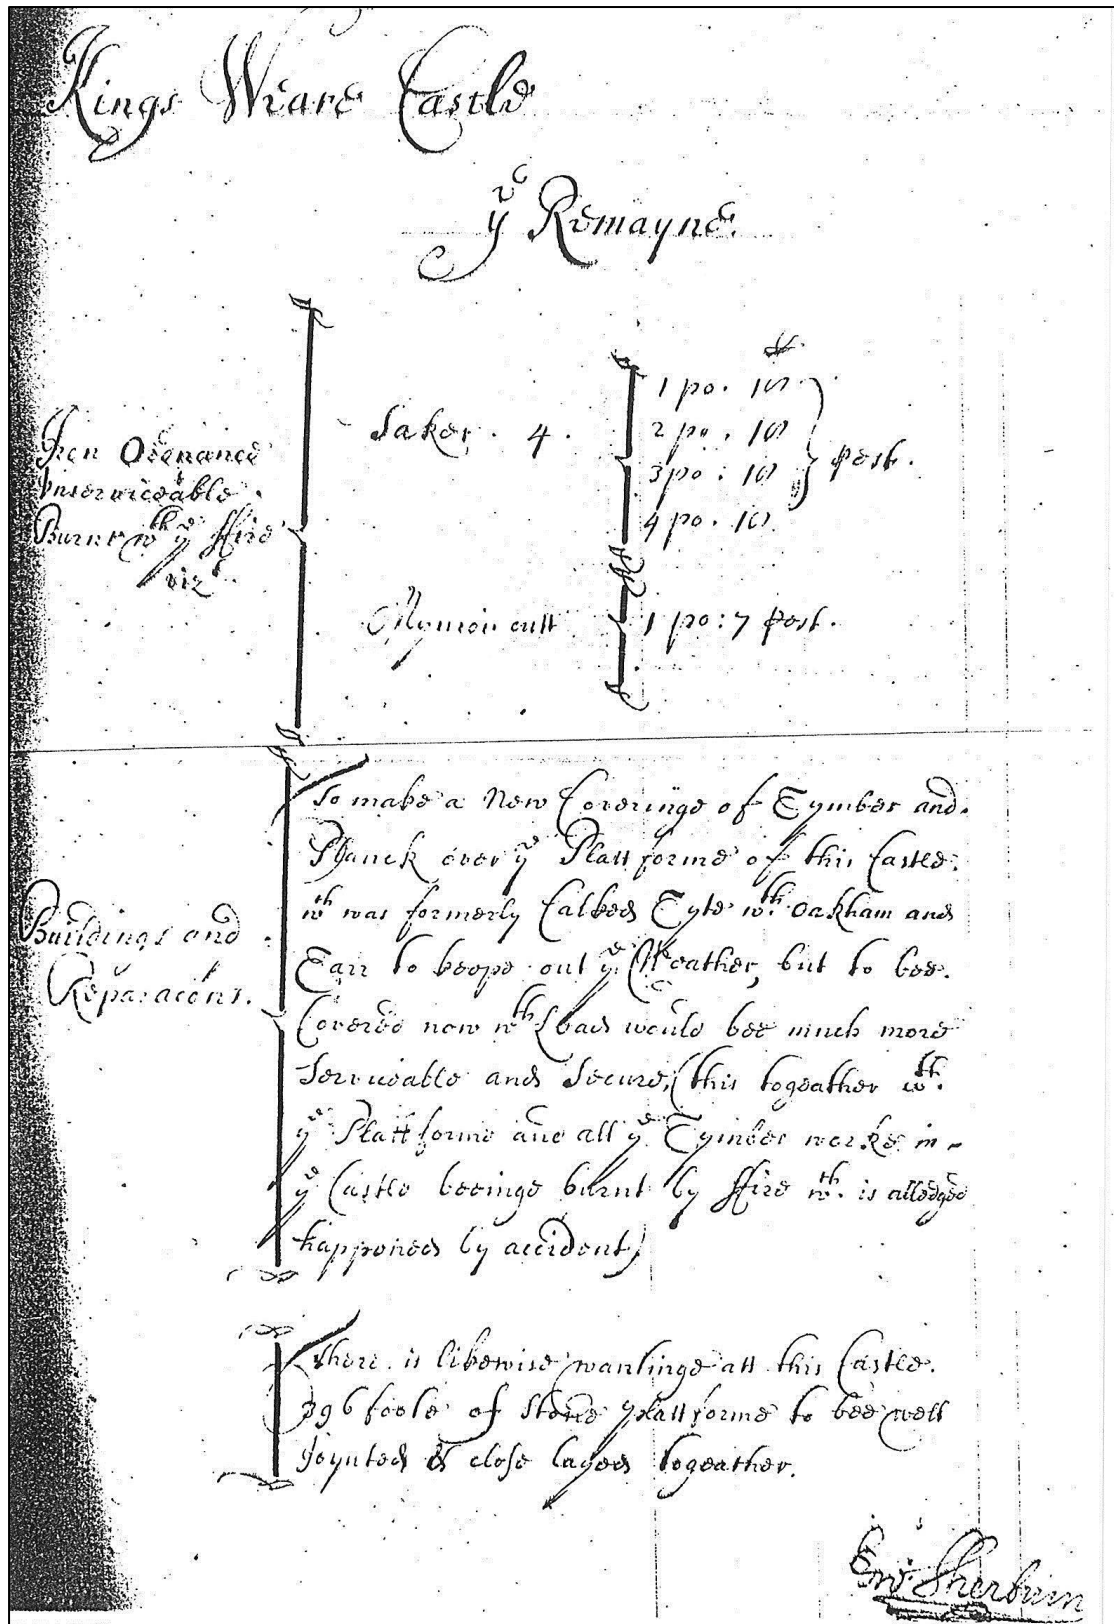 Kings Weare Castle
yᵉ Remayne.
Iron Ordnance
Unserviceable
Burnt wᵗʰ yᵉ ffire
vizᵗ
Saker . 4 .
1 po . 10
2 po . 10
3 po : 10
4 po . 10
foot .
Mynion cutt
1 po : 7 foot .
Buildings and
Reparacons .
To make a New Coveringe of Tymber and
Planck over yᵉ Plattforme of this Castle .
wᶜʰ was formerly Calked Tyte wᵗʰ Oakham and
Tarr to keepe out yᵉ Weather, but to bee .
Covered now wᵗʰ Lead would bee much more
Serviceable and Secure, (this togeather wᵗʰ .
yᵉ Plattforme and all yᵉ Tymber worke in
yᵉ Castle beeinge burnt by ffire wᶜʰ . is alledged
happened by accident)
There is likewise wantinge att this Castle .
396 foote of Stone Plattforme to bee well
Joynted & close layed togeather .
Edw Sherburn